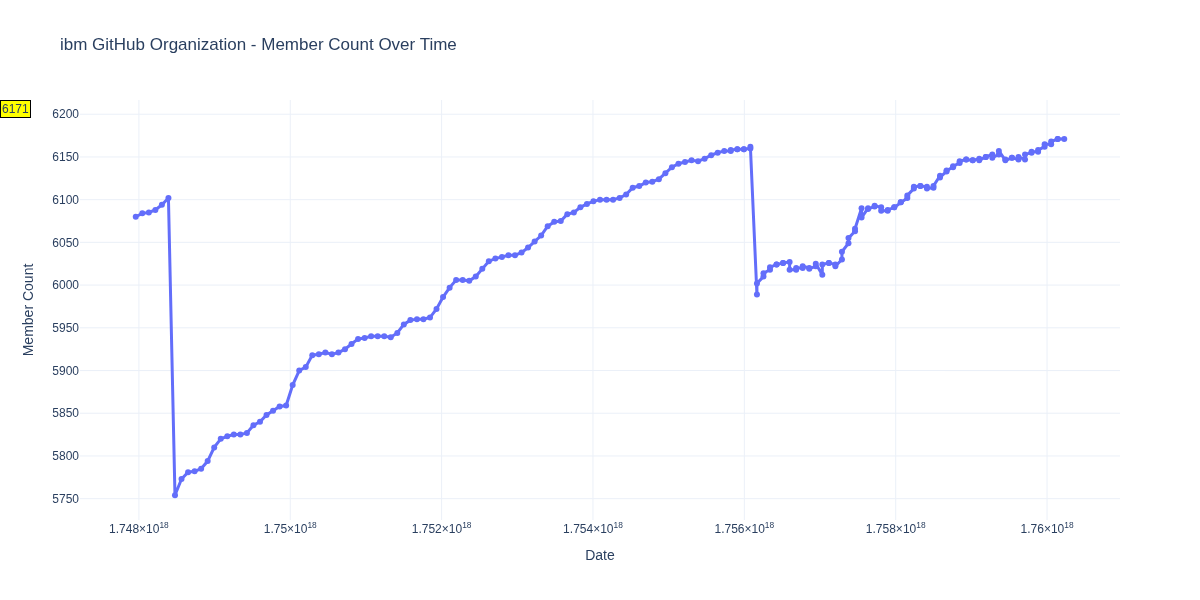 ibm GitHub Organization - Member Count Over Time
6171
6200
6150
6100
6050
6000
5950
5900
5850
5800
5750
Member Count
1.748×10¹⁸ 1.75×10¹⁸ 1.752×10¹⁸ 1.754×10¹⁸ 1.756×10¹⁸ 1.758×10¹⁸ 1.76×10¹⁸
Date